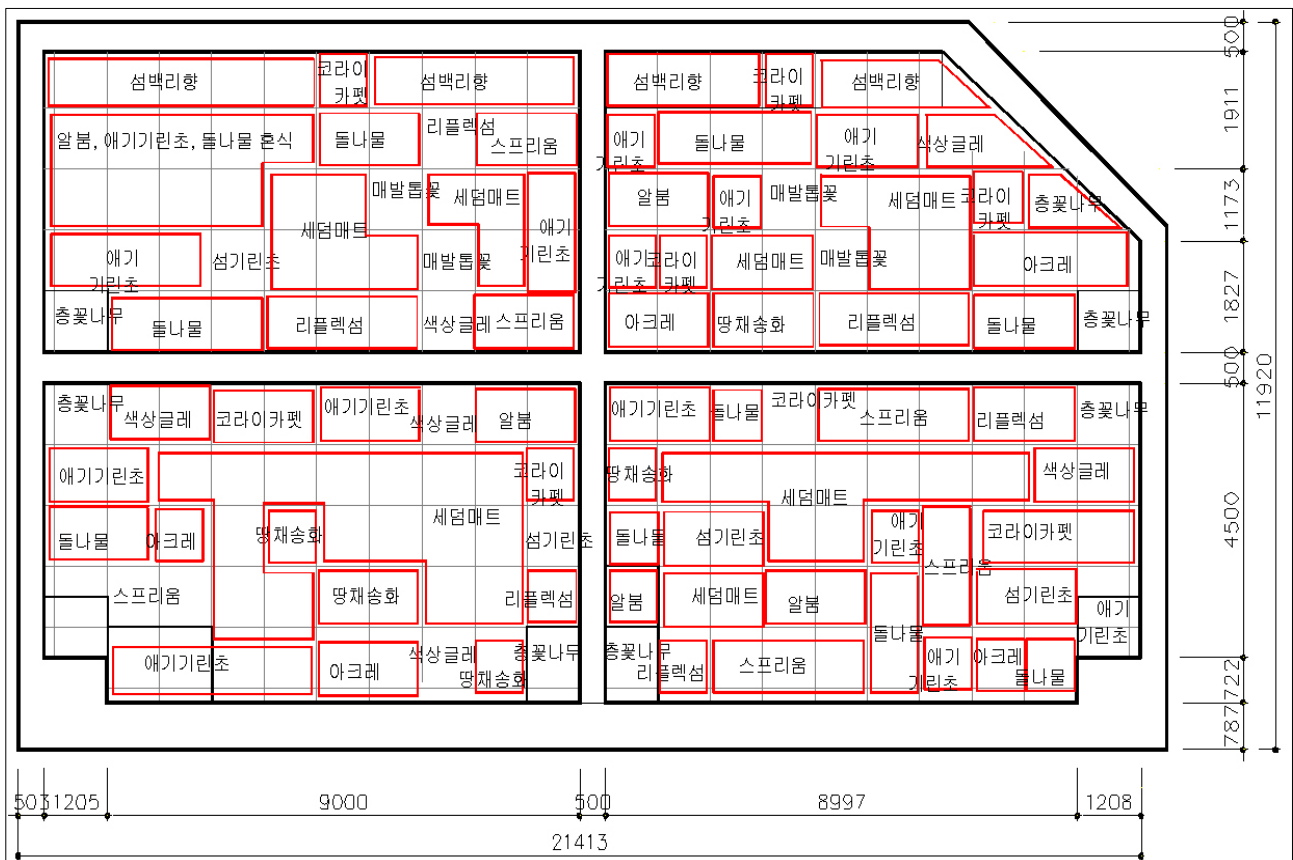 섬백리향
코라이
카펫
섬백리향
섬백리향
코라이
카펫
섬백리향
알붐, 애기기린초, 돌나물 혼식
돌나물
리플렉섬
스프리움
애기
기린초
돌나물
애기
기린초
색상글레
세덤매트
매발톱꽃
세덤매트
애기
기린초
알붐
애기
기린초
매발톱꽃
세덤매트
코라이
카펫
층꽃나무
애기
기린초
섬기린초
매발톱꽃
애기
기린초
코라이
카펫
세덤매트
매발톱꽃
아크레
층꽃나무
돌나물
리플렉섬
색상글레
스프리움
아크레
땅채송화
리플렉섬
돌나물
층꽃나무
층꽃나무
색상글레
코라이카펫
애기기린초
색상글레
알붐
애기기린초
돌나물
코라이카펫
스프리움
리플렉섬
층꽃나무
애기기린초
세덤매트
코라이
카펫
땅채송화
세덤매트
색상글레
돌나물
아크레
땅채송화
섬기린초
돌나물
섬기린초
애기
기린초
스프리움
코라이카펫
스프리움
땅채송화
리플렉섬
알붐
세덤매트
알붐
돌나물
섬기린초
애기
기린초
애기기린초
아크레
색상글레
땅채송화
층꽃나무
층꽃나무
리플렉섬
스프리움
애기
기린초
아크레
돌나물
500
1911
1173
1827
500
11920
4500
722
787
503
1205
9000
500
8997
1208
21413